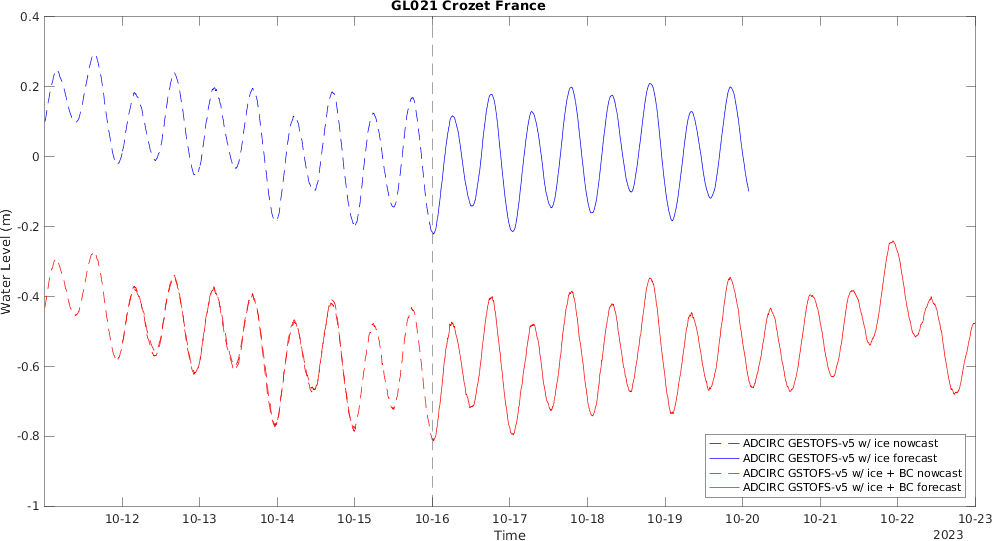 GL021 Crozet France
0.4
0.2
0
-0.2
-0.4
-0.6
-0.8
-1
Water Level (m)
ADCIRC GESTOFS-v5 w/ ice nowcast
ADCIRC GESTOFS-v5 w/ ice forecast
ADCIRC GSTOFS-v5 w/ ice + BC nowcast
ADCIRC GSTOFS-v5 w/ ice + BC forecast
10-12 10-13 10-14 10-15 10-16 10-17 10-18 10-19 10-20 10-21 10-22 10-23
Time
2023